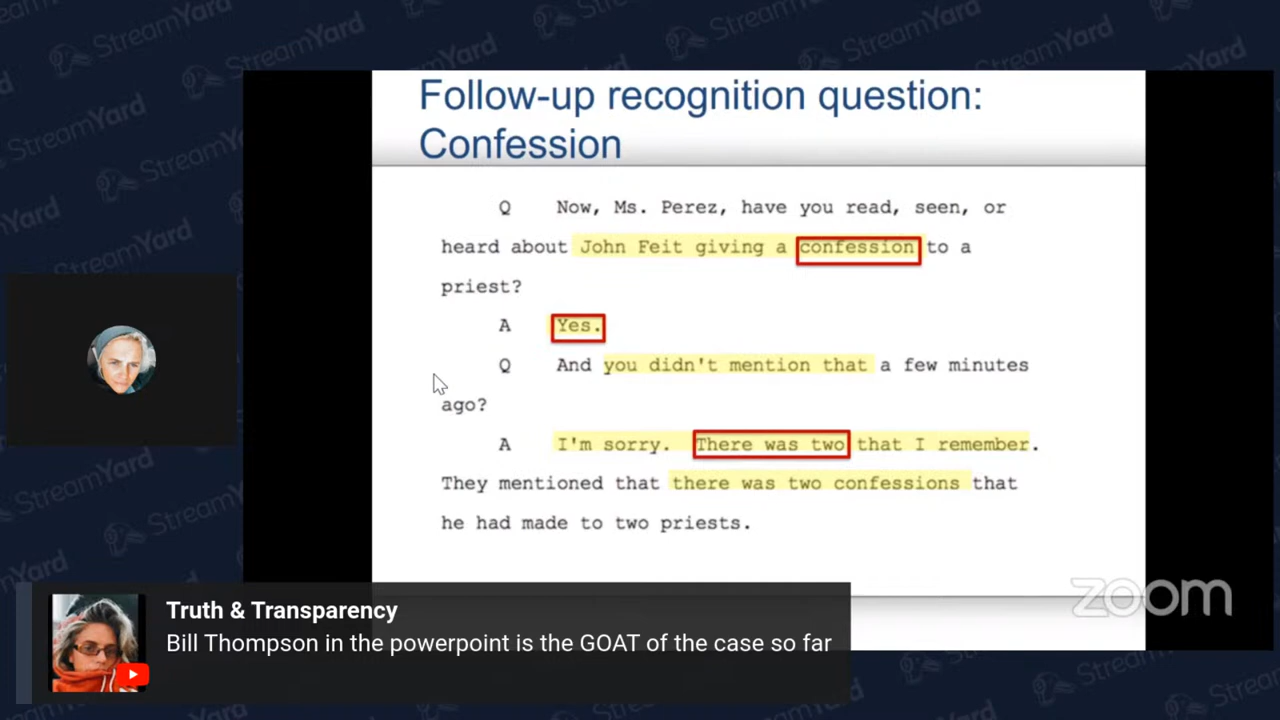 StreamYard
Follow-up recognition question:
Confession
Q Now, Ms. Perez, have you read, seen, or
heard about John Feit giving a confession to a
priest?
A Yes.
Q And you didn't mention that a few minutes
ago?
A I'm sorry. There was two that I remember.
They mentioned that there was two confessions that
he had made to two priests.
zoom
Truth & Transparency
Bill Thompson in the powerpoint is the GOAT of the case so far